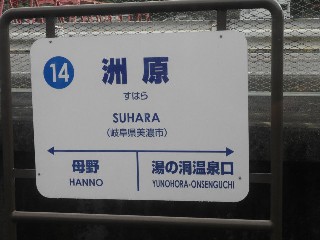 14 洲原
すはら
SUHARA
(岐阜県美濃市)
母野 湯の洞温泉口
HANNO YUNOHORA-ONSENGUCHI